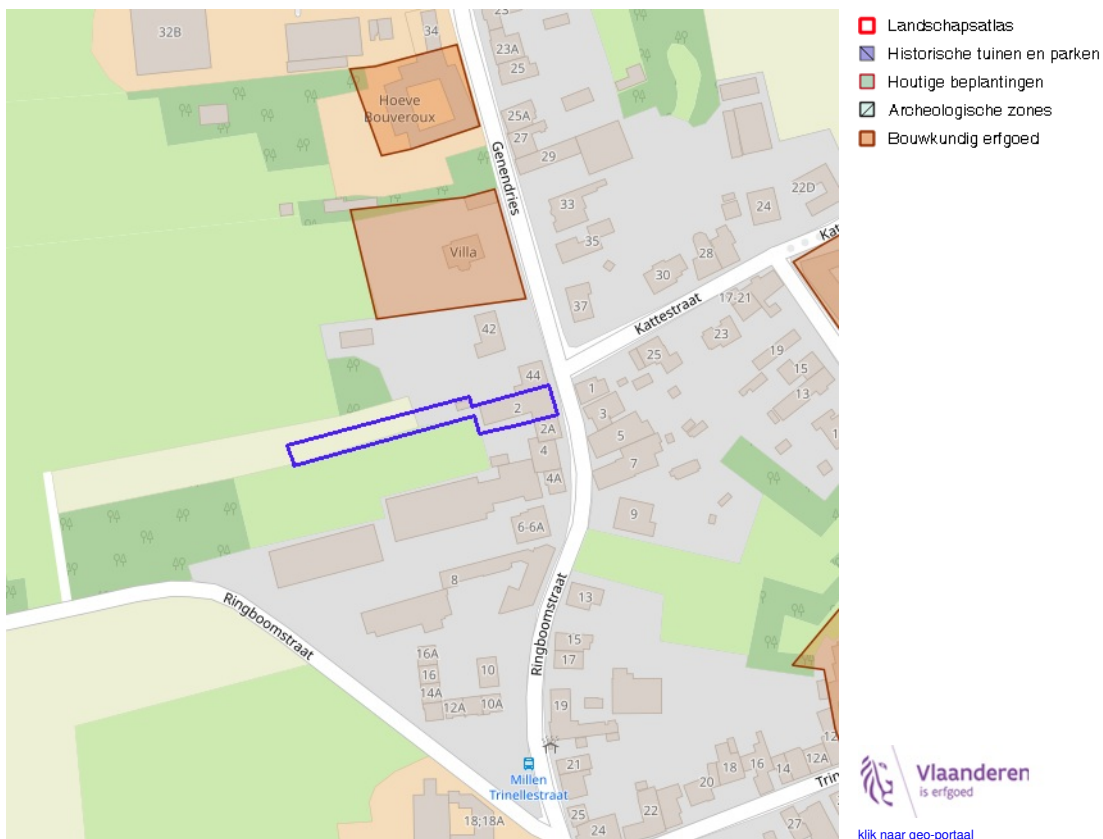 32B
34
23A
25
Hoeve
Bouveroux
25A
27
29
Genendries
33
35
22D
24
28
30
Villa
37
Kattestraat
17-21
23
42
25
19
15
13
44
1
2
3
2A
5
4
7
4A
9
6-6A
8
Ringboomstraat
Ringboomstraat
13
15
17
16A
16
10
14A
12A
10A
19
21
Millen
Trinellestraat
18
16
14
12A
20
18;18A
22
25
24
27
Landschapsatlas
Historische tuinen en parken
Houtige beplantingen
Archeologische zones
Bouwkundig erfgoed
Vlaanderen
is erfgoed
klik naar geo-portaal